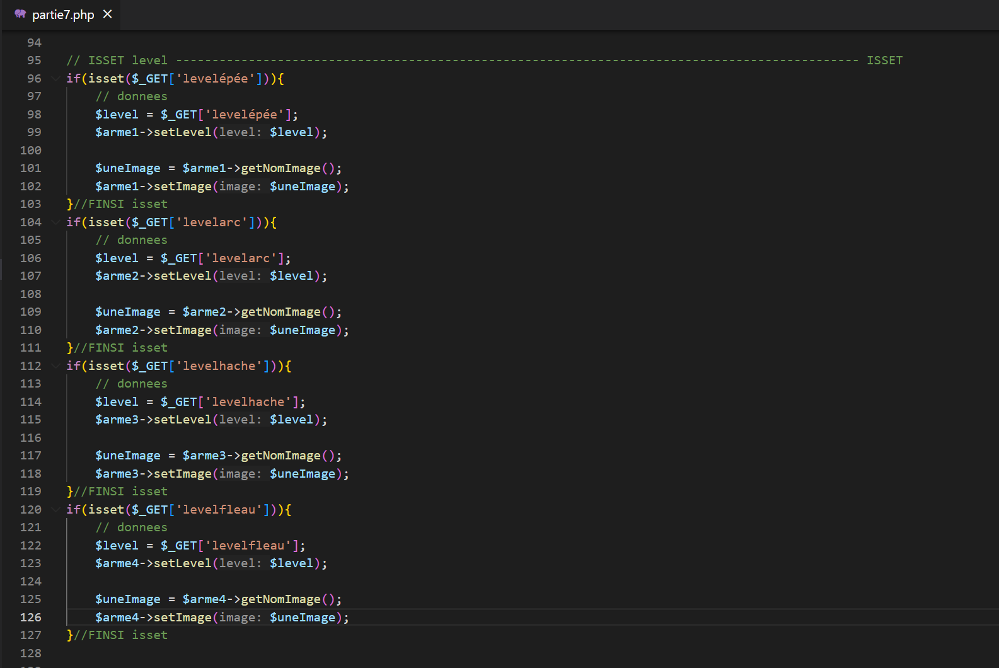 partie7.php
94
95 // ISSET level ---------------------------------------------------------------------------------------------- ISSET
96 if(isset($_GET['levelépée'])){
97 // donnees
98 $level = $_GET['levelépée'];
99 $arme1->setLevel(level: $level);
100
101 $uneImage = $arme1->getNomImage();
102 $arme1->setImage(image: $uneImage);
103 }//FINSI isset
104 if(isset($_GET['levelarc'])){
105 // donnees
106 $level = $_GET['levelarc'];
107 $arme2->setLevel(level: $level);
108
109 $uneImage = $arme2->getNomImage();
110 $arme2->setImage(image: $uneImage);
111 }//FINSI isset
112 if(isset($_GET['levelhache'])){
113 // donnees
114 $level = $_GET['levelhache'];
115 $arme3->setLevel(level: $level);
116
117 $uneImage = $arme3->getNomImage();
118 $arme3->setImage(image: $uneImage);
119 }//FINSI isset
120 if(isset($_GET['levelfleau'])){
121 // donnees
122 $level = $_GET['levelfleau'];
123 $arme4->setLevel(level: $level);
124
125 $uneImage = $arme4->getNomImage();
126 $arme4->setImage(image: $uneImage);
127 }//FINSI isset
128